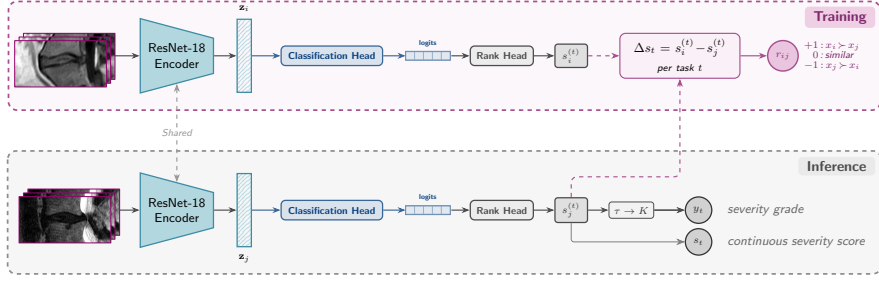 Training
z_i
ResNet-18
Encoder
Classification Head
logits
Rank Head
s_i^{(t)}
Δs_t = s_i^{(t)} − s_j^{(t)}
per task t
r_{ij}
+1 : x_i ≻ x_j
0 : similar
−1 : x_j ≻ x_i
Shared
Inference
ResNet-18
Encoder
Classification Head
logits
Rank Head
s_j^{(t)}
τ → K
y_t
severity grade
s_t
continuous severity score
z_j